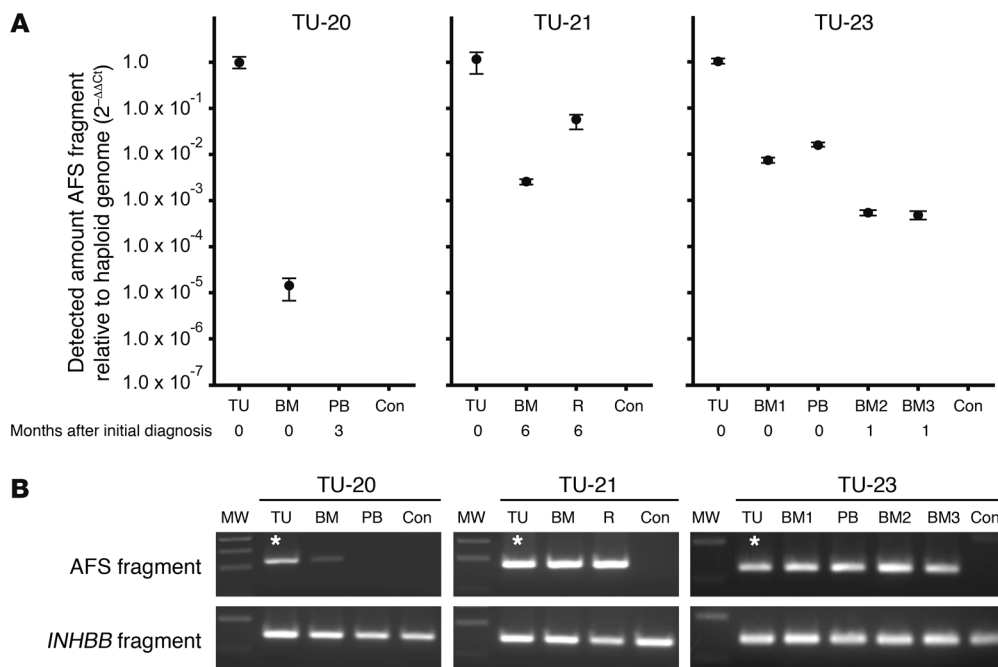 A
TU-20 TU-21 TU-23
Detected amount AFS fragment
relative to haploid genome (2^–ΔΔCt)
1.0
1.0 x 10^-1
1.0 x 10^-2
1.0 x 10^-3
1.0 x 10^-4
1.0 x 10^-5
1.0 x 10^-6
1.0 x 10^-7
TU BM PB Con TU BM R Con TU BM1 PB BM2 BM3 Con
Months after initial diagnosis 0 0 3 0 6 6 0 0 0 1 1
B
TU-20 TU-21 TU-23
MW TU BM PB Con MW TU BM R Con MW TU BM1 PB BM2 BM3 Con
* * *
AFS fragment
INHBB fragment